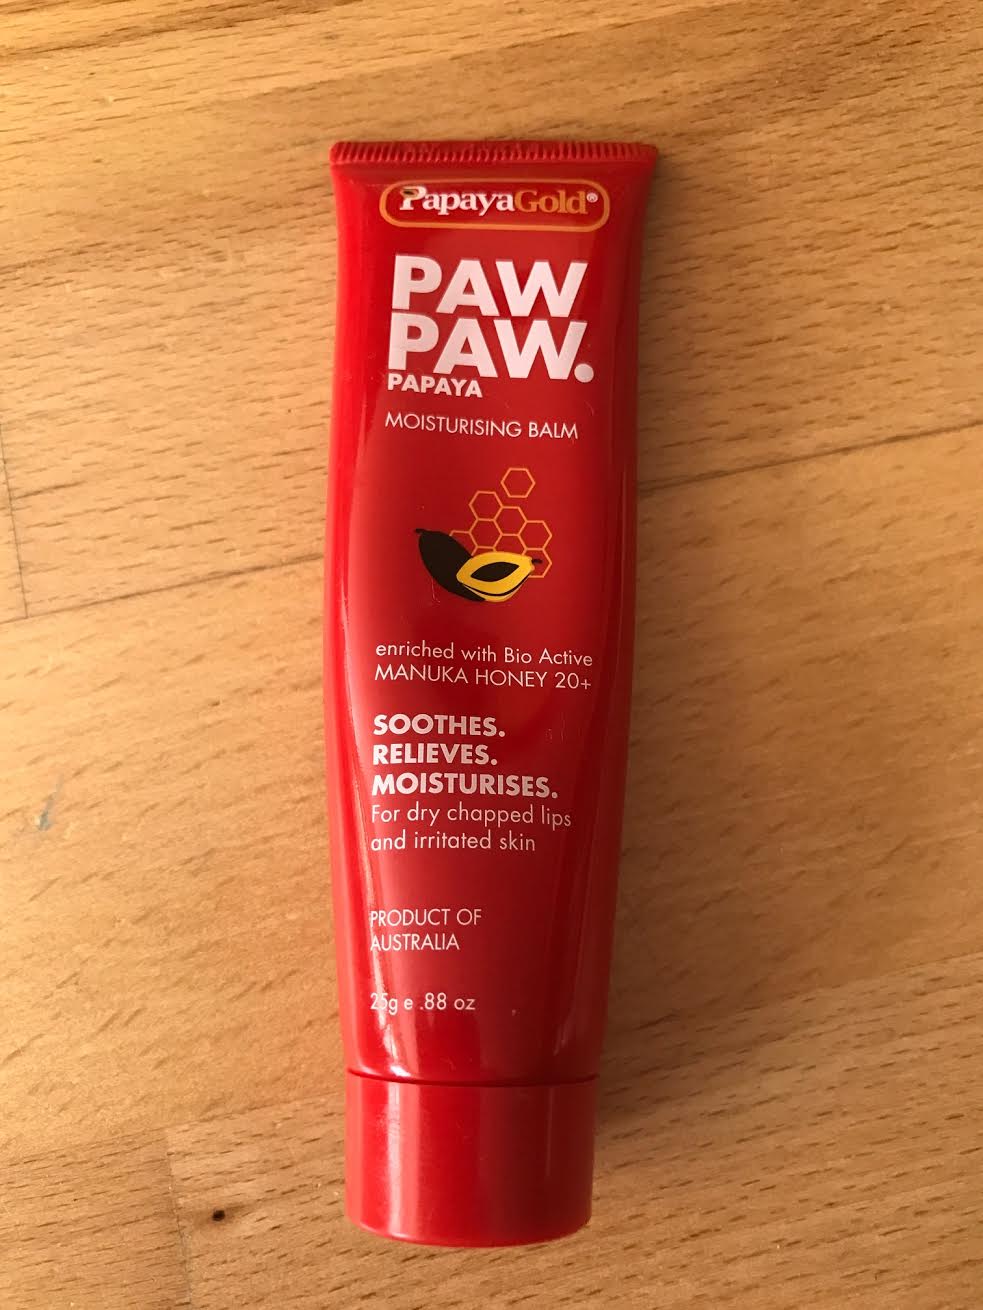 PapayaGold®
PAW
PAW.
PAPAYA
MOISTURISING BALM
enriched with Bio Active
MANUKA HONEY 20+
SOOTHES.
RELIEVES.
MOISTURISES.
For dry chapped lips
and irritated skin
PRODUCT OF
AUSTRALIA
25g e .88 oz